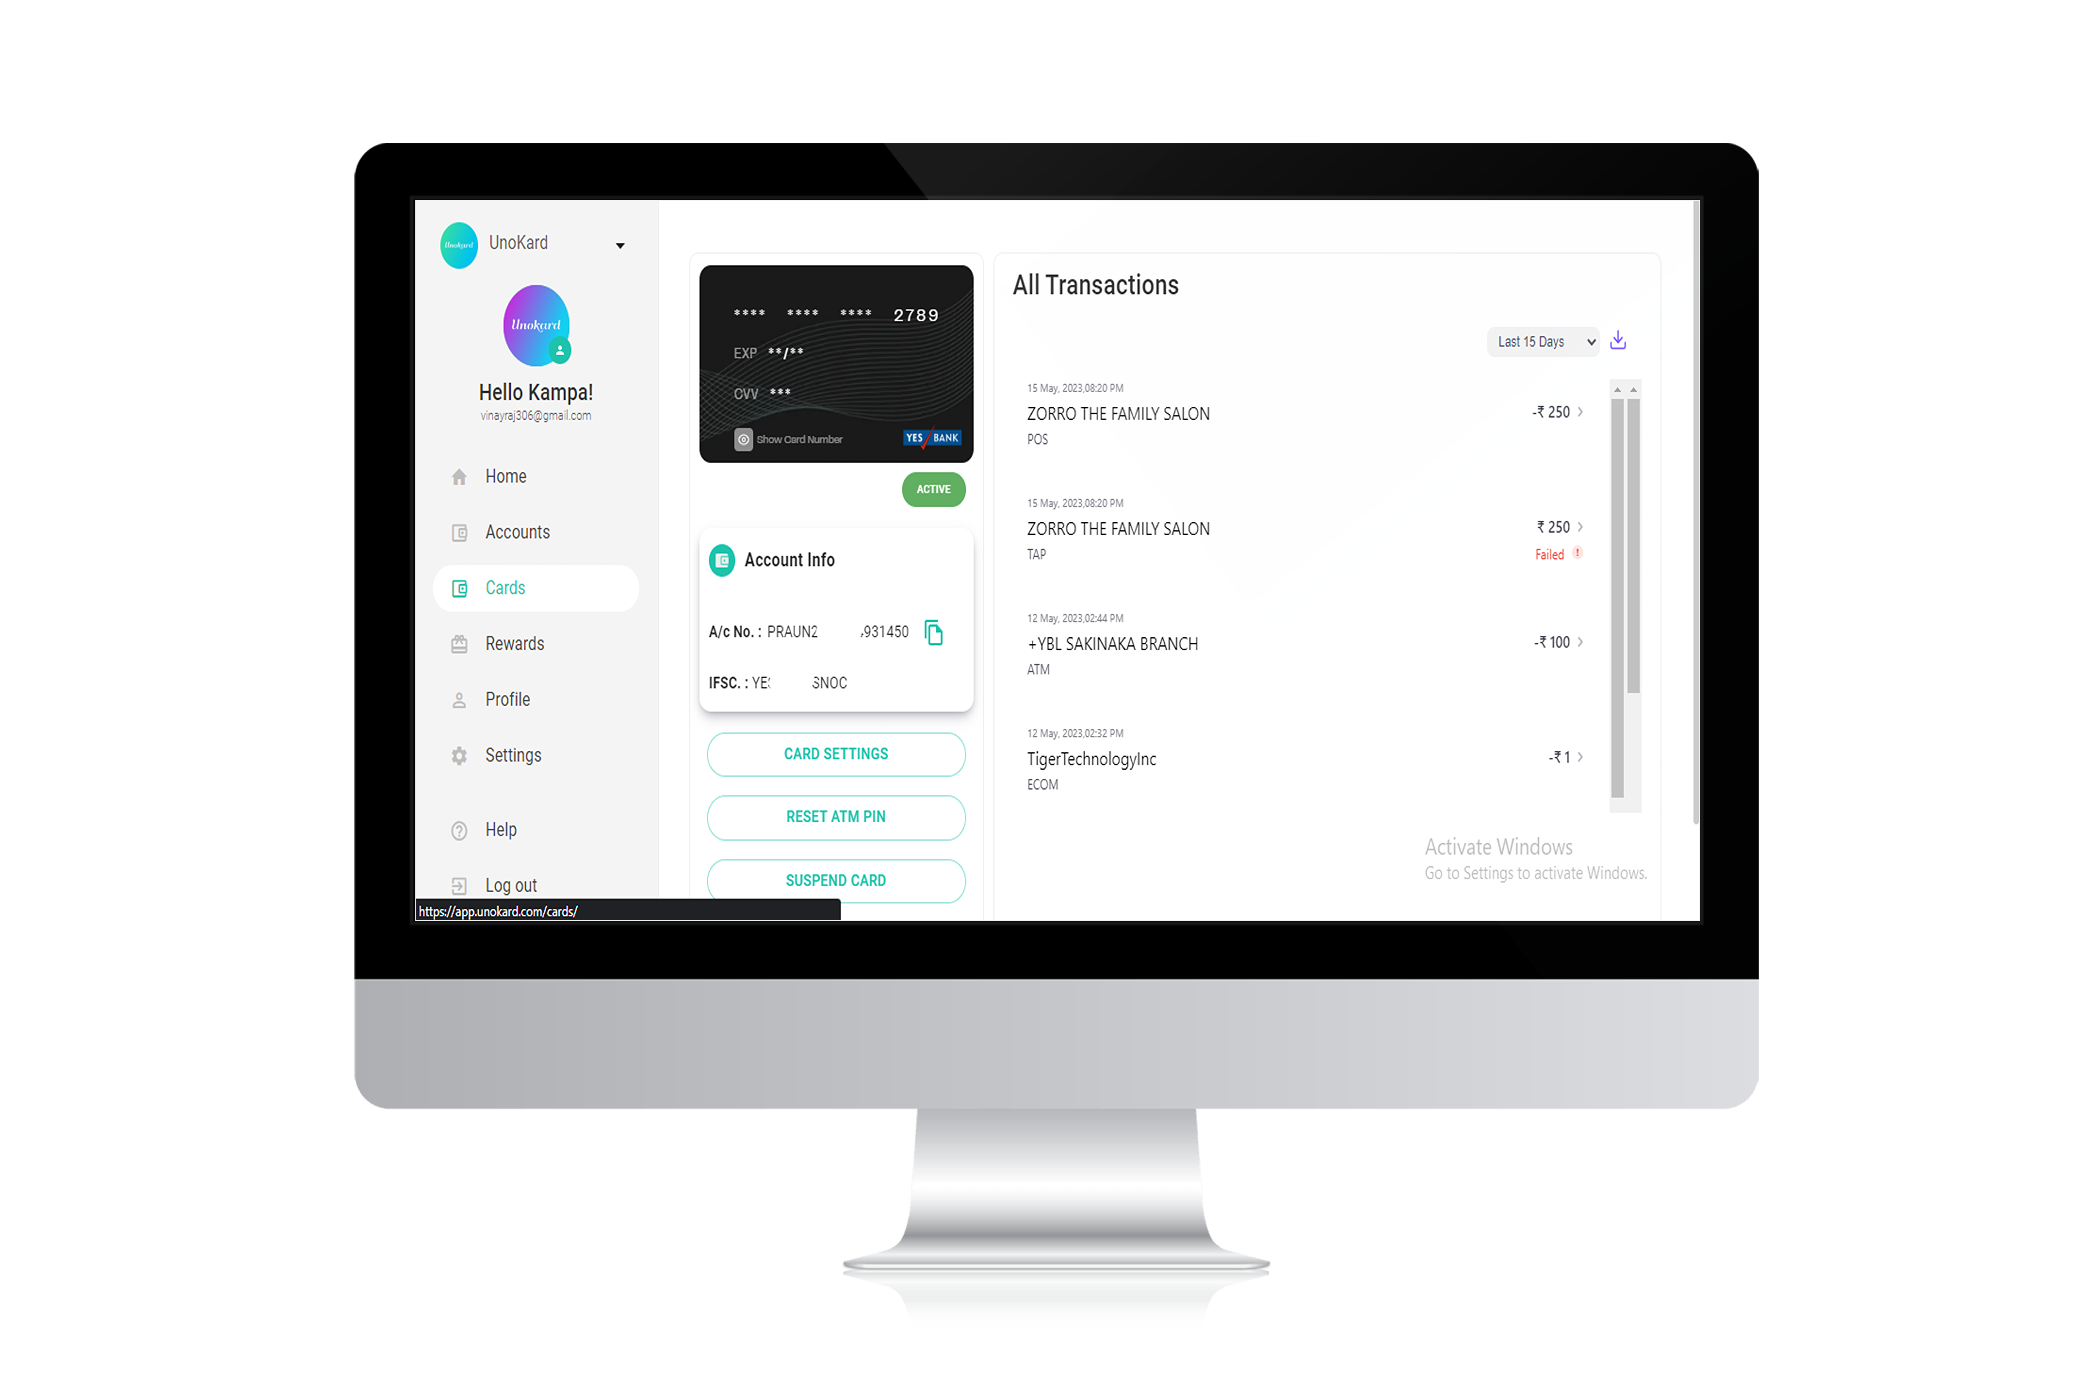 Unokard
UnoKard
Unokard
Hello Kampa!
vinayraj306@gmail.com
Home
Accounts
Cards
Rewards
Profile
Settings
Help
Log out
https://app.unokard.com/cards/
**** **** **** 2789
EXP **/**
CVV ***
Show Card Number
YES BANK
ACTIVE
Account Info
A/c No. : PRAUN2 931450
IFSC. : YES SNOC
CARD SETTINGS
RESET ATM PIN
SUSPEND CARD
All Transactions
Last 15 Days
15 May, 2023,08:20 PM
ZORRO THE FAMILY SALON
-₹ 250
POS
15 May, 2023,08:20 PM
ZORRO THE FAMILY SALON
₹ 250
TAP
Failed
12 May, 2023,02:44 PM
+YBL SAKINAKA BRANCH
-₹ 100
ATM
12 May, 2023,02:32 PM
TigerTechnologyInc
-₹ 1
ECOM
Activate Windows
Go to Settings to activate Windows.